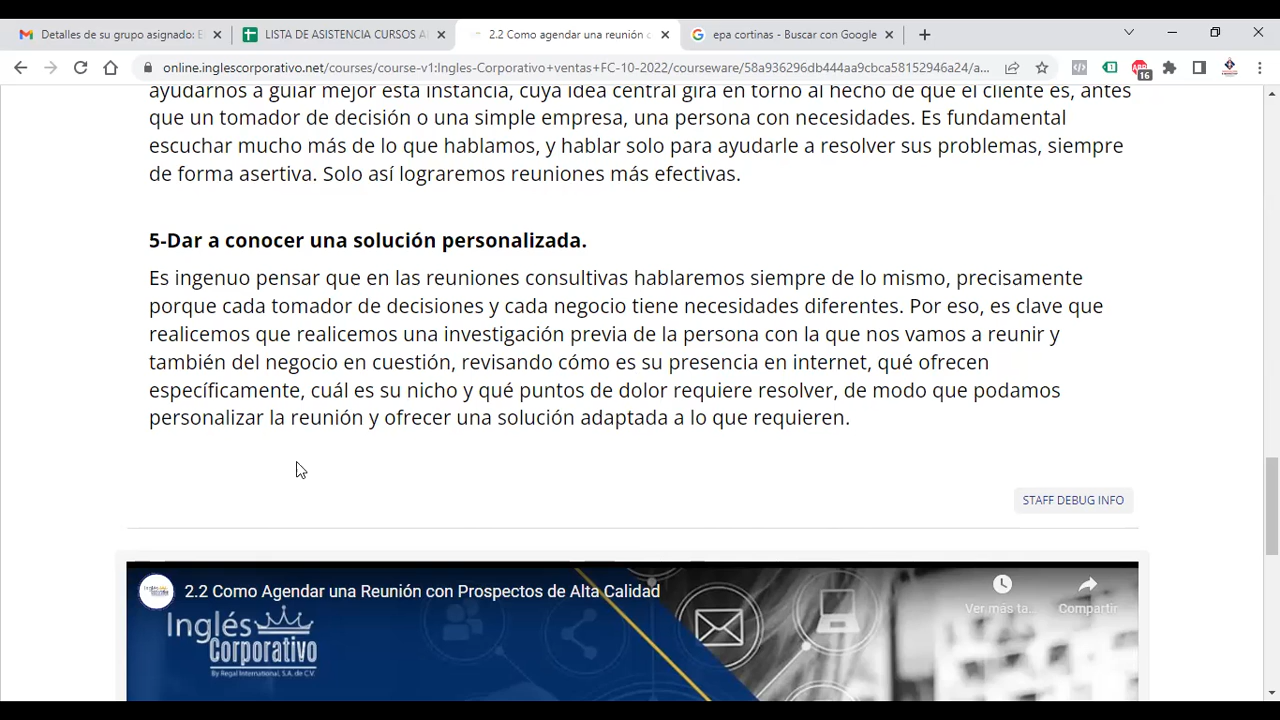 Detalles de su grupo asignado: E
LISTA DE ASISTENCIA CURSOS A
2.2 Como agendar una reunión c
epa cortinas - Buscar con Google
online.inglescorporativo.net/courses/course-v1:Ingles-Corporativo+ventas+FC-10-2022/courseware/58a936296db444aa9cbca58152946a24/a...
16
ayudarnos a guiar mejor esta instancia, cuya idea central gira en torno al hecho de que el cliente es, antes
que un tomador de decisión o una simple empresa, una persona con necesidades. Es fundamental
escuchar mucho más de lo que hablamos, y hablar solo para ayudarle a resolver sus problemas, siempre
de forma asertiva. Solo así lograremos reuniones más efectivas.
5-Dar a conocer una solución personalizada.
Es ingenuo pensar que en las reuniones consultivas hablaremos siempre de lo mismo, precisamente
porque cada tomador de decisiones y cada negocio tiene necesidades diferentes. Por eso, es clave que
realicemos que realicemos una investigación previa de la persona con la que nos vamos a reunir y
también del negocio en cuestión, revisando cómo es su presencia en internet, qué ofrecen
específicamente, cuál es su nicho y qué puntos de dolor requiere resolver, de modo que podamos
personalizar la reunión y ofrecer una solución adaptada a lo que requieren.
STAFF DEBUG INFO
2.2 Como Agendar una Reunión con Prospectos de Alta Calidad
Ver más ta...
Compartir
Inglés
Corporativo
By Regal International, S.A. de C.V.